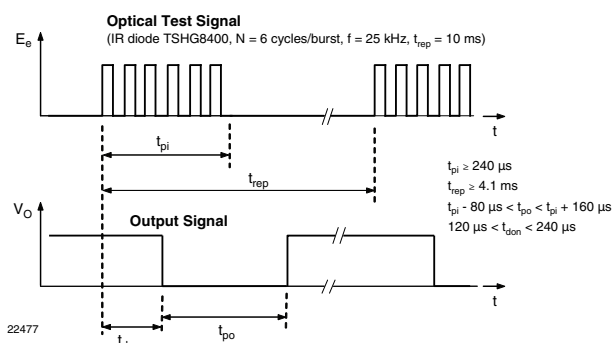 Optical Test Signal
(IR diode TSHG8400, N = 6 cycles/burst, f = 25 kHz, t_rep = 10 ms)
E_e
t
t_pi
t_rep
t_pi ≥ 240 µs
t_rep ≥ 4.1 ms
t_pi - 80 µs < t_po < t_pi + 160 µs
120 µs < t_don < 240 µs
V_O
Output Signal
t
t_po
22477